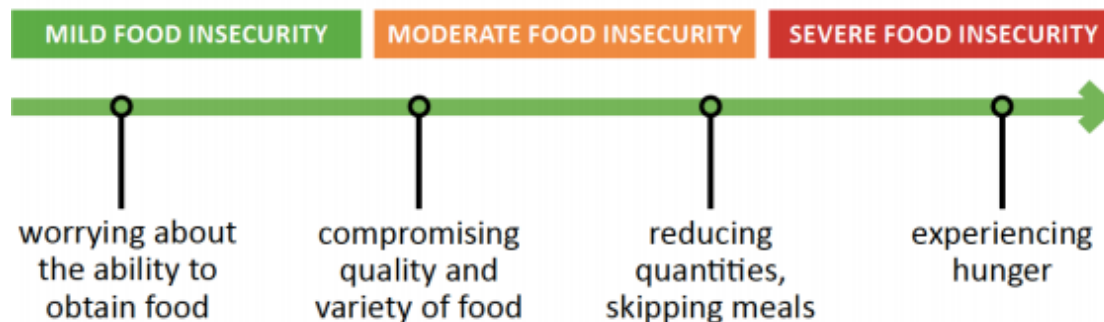 MILD FOOD INSECURITY
MODERATE FOOD INSECURITY
SEVERE FOOD INSECURITY
worrying about
the ability to
obtain food
compromising
quality and
variety of food
reducing
quantities,
skipping meals
experiencing
hunger